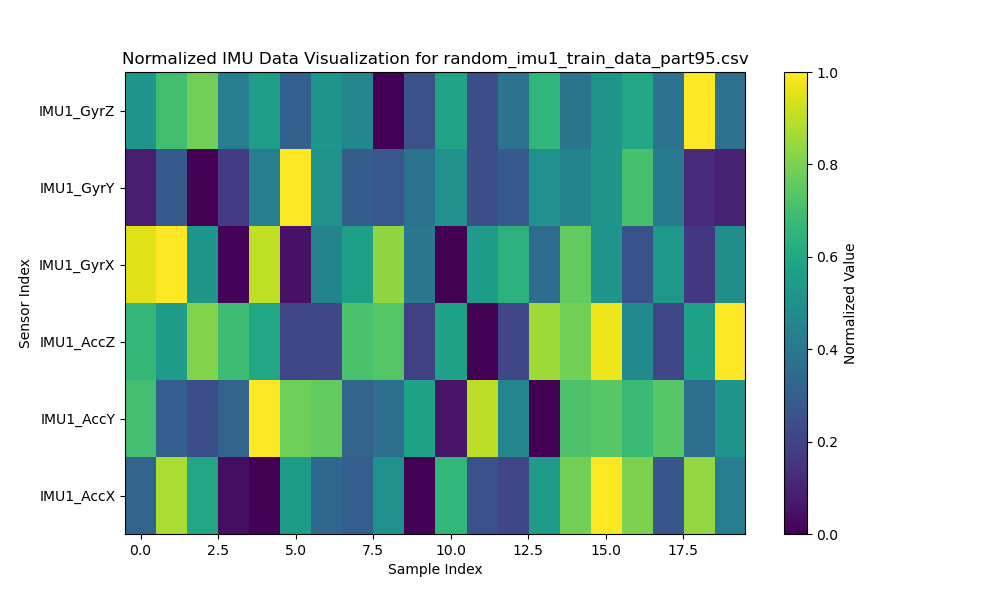 Normalized IMU Data Visualization for random_imu1_train_data_part95.csv
IMU1_GyrZ
IMU1_GyrY
IMU1_GyrX
IMU1_AccZ
IMU1_AccY
IMU1_AccX
Sensor Index
0.0 2.5 5.0 7.5 10.0 12.5 15.0 17.5
Sample Index
1.0
0.8
0.6
0.4
0.2
0.0
Normalized Value